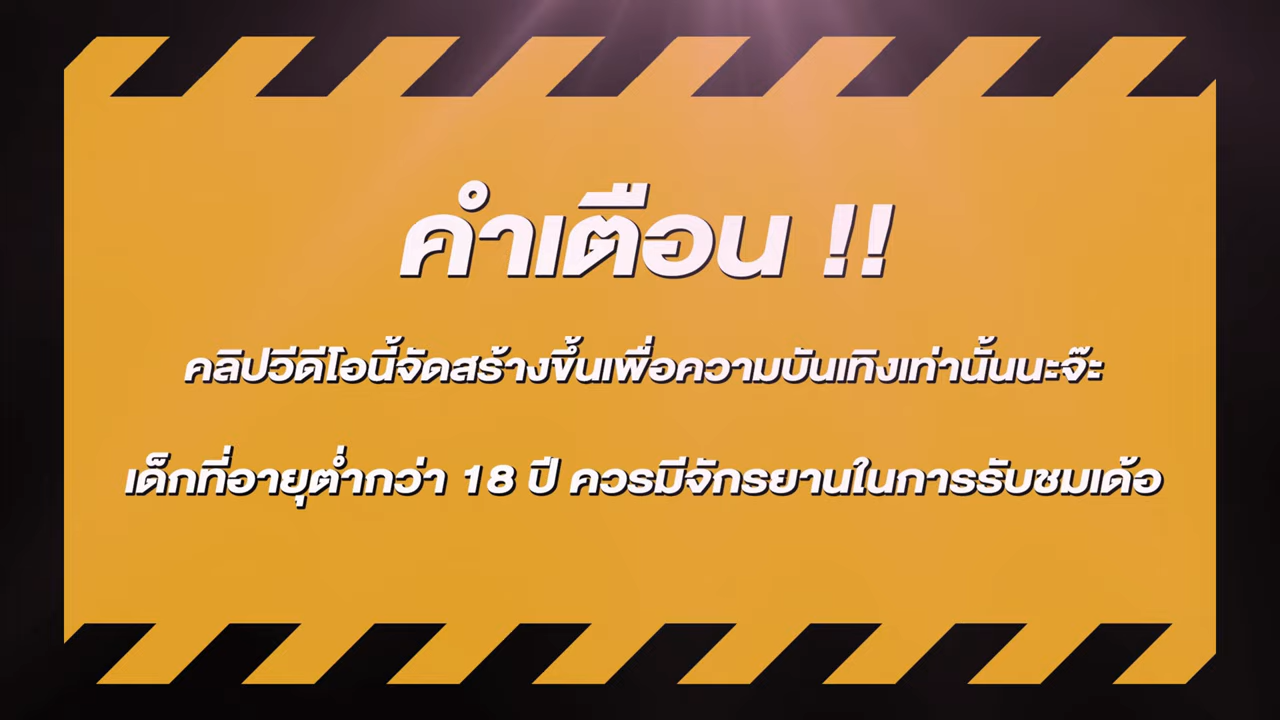 คำเตือน !!
คลิปวีดีโอนี้จัดสร้างขึ้นเพื่อความบันเทิงเท่านั้นนะจ๊ะ
เด็กที่อายุต่ำกว่า 18 ปี ควรมีจักรยานในการรับชมเด้อ